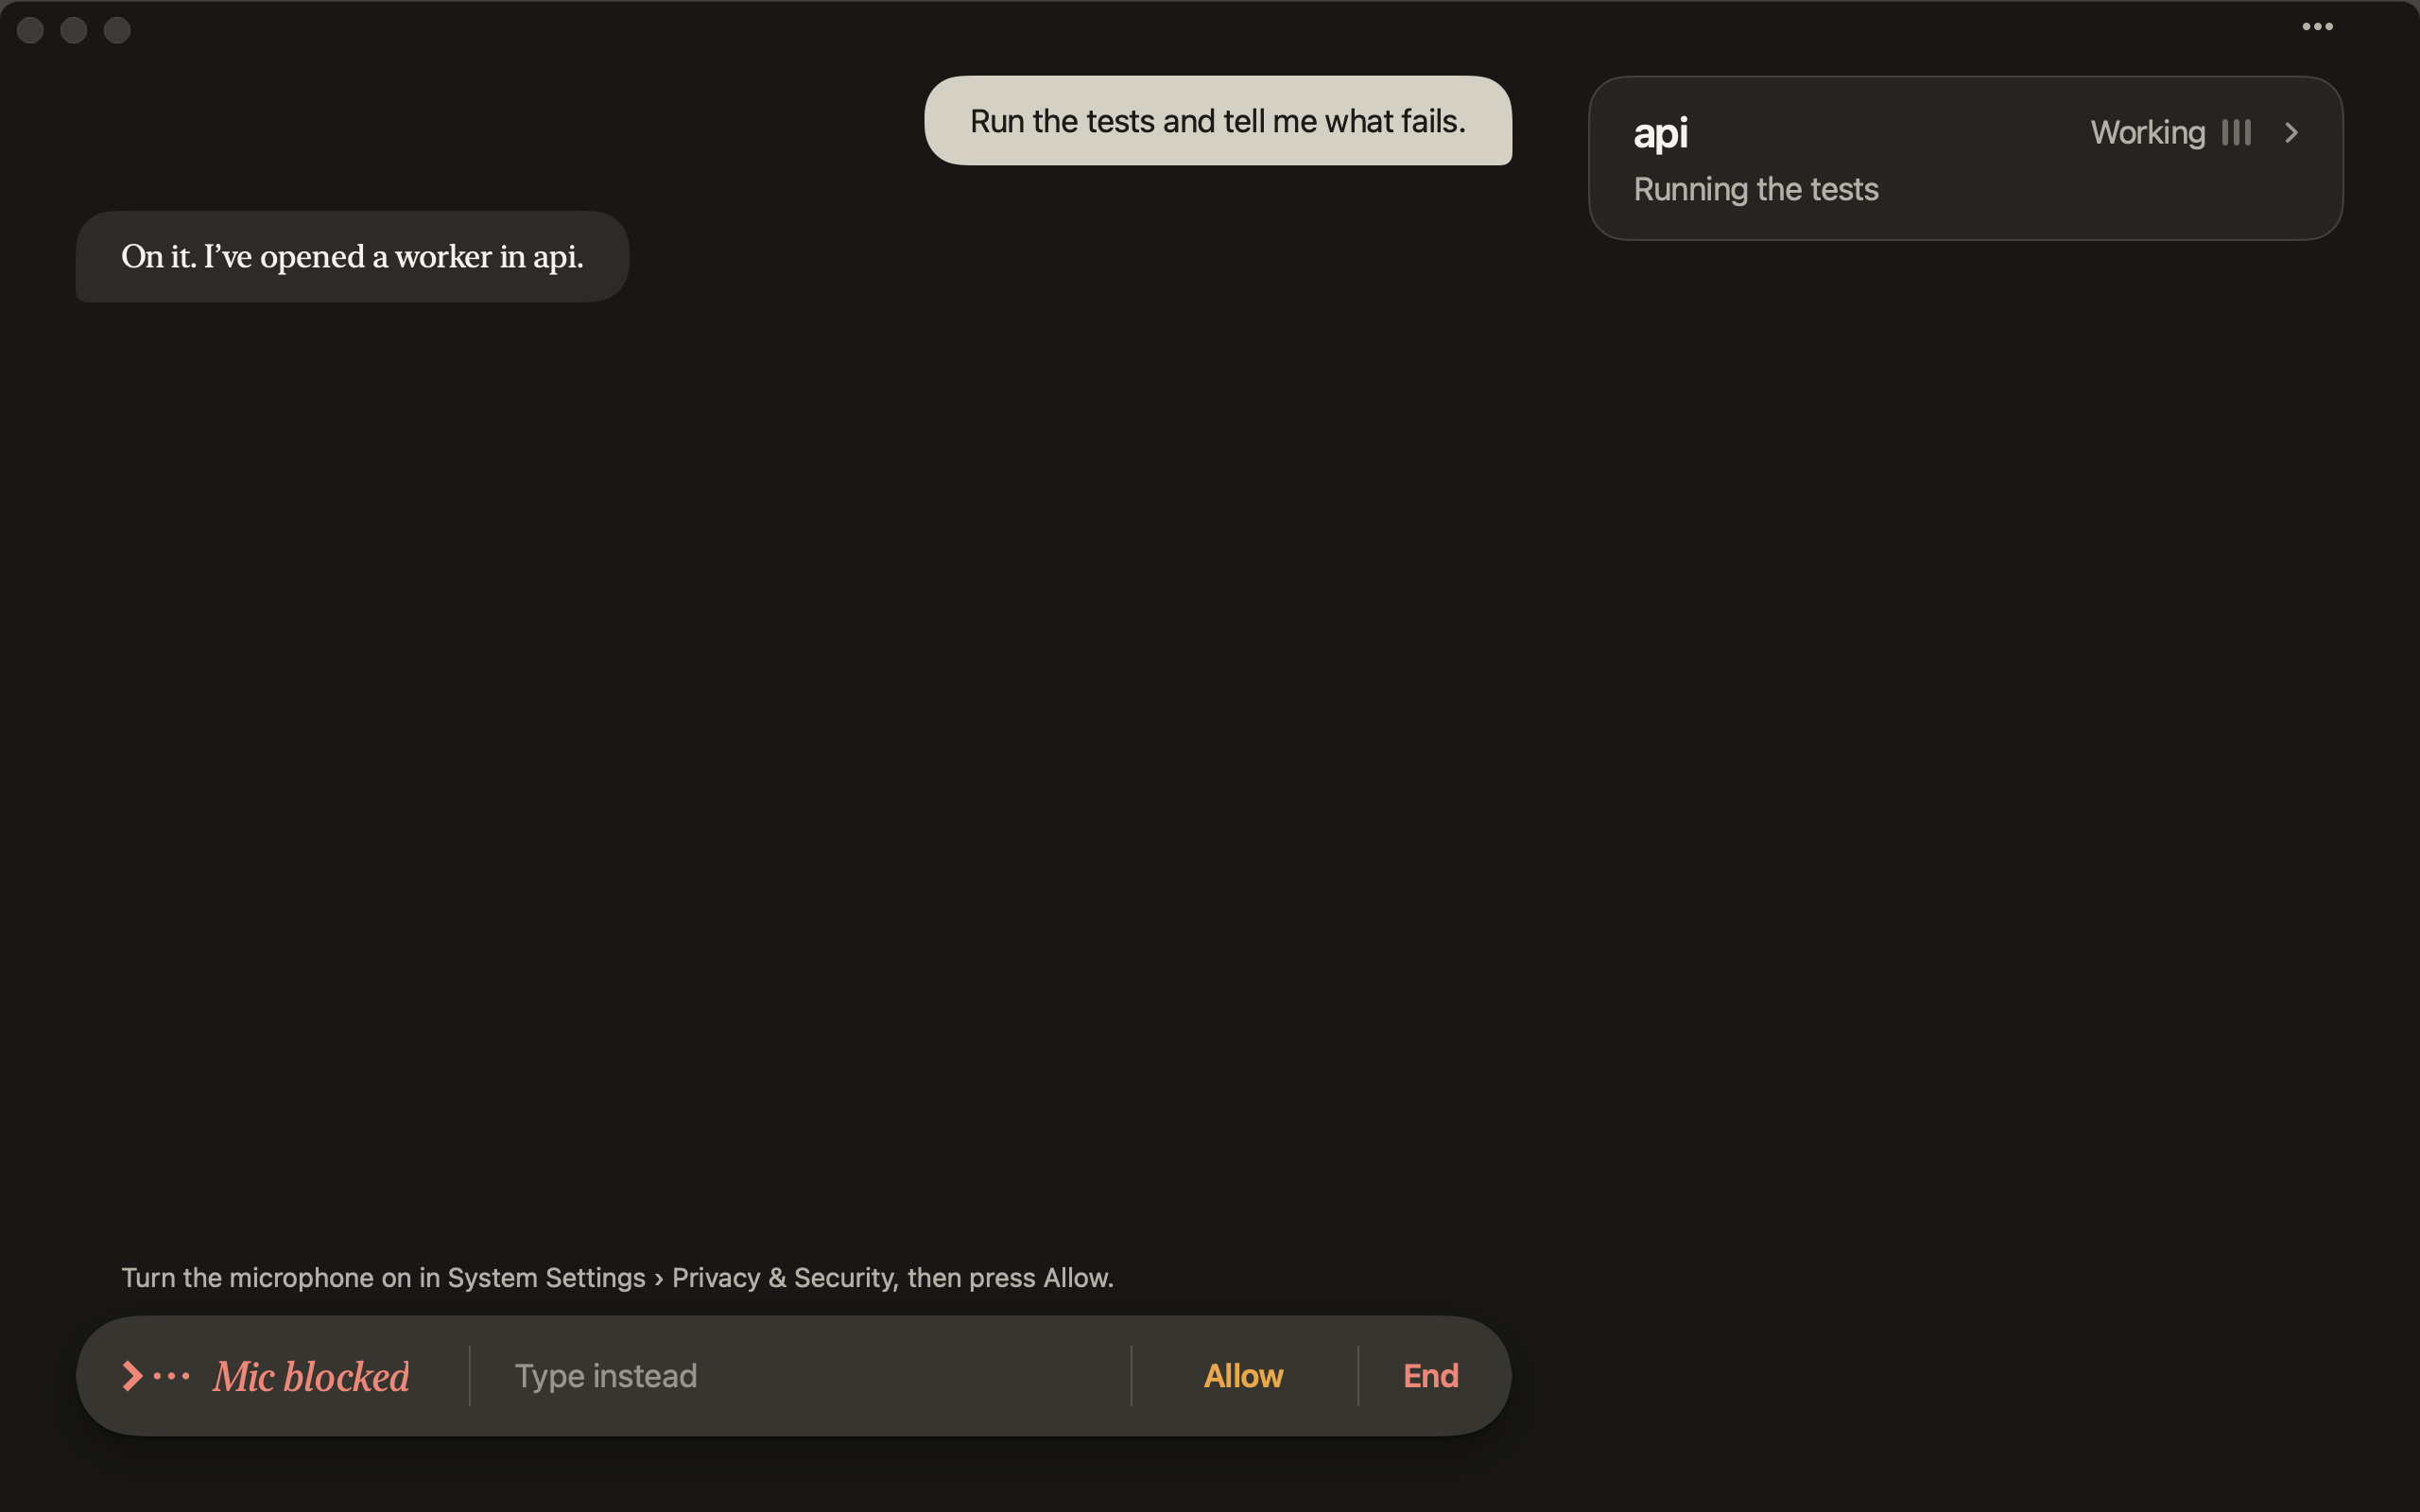 Run the tests and tell me what fails.
On it. I’ve opened a worker in api.
api
Working
Running the tests
Turn the microphone on in System Settings › Privacy & Security, then press Allow.
Mic blocked
Type instead
Allow
End